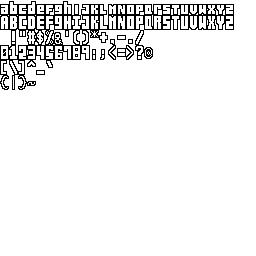 abcdefghIJKLMNOPQRSTUVWXYZ
ABCDEFGHIJKLMNOPQRSTUVWXYZ
!"#$%&'()*+,-./
0123456789:;<=>?@
[\]^_`
{|}~